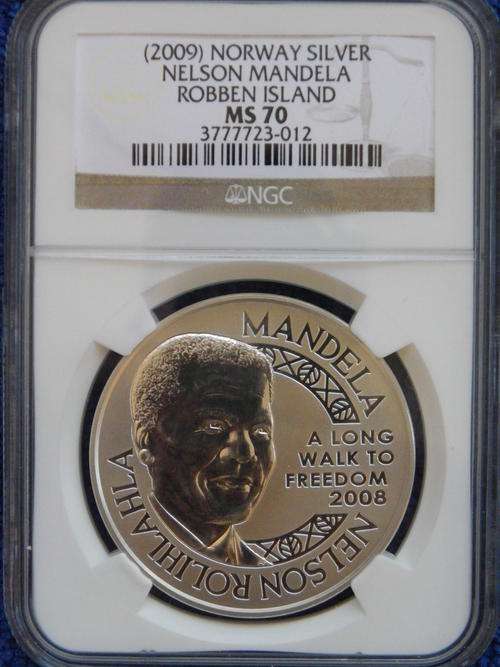 (2009) NORWAY SILVER
NELSON MANDELA
ROBBEN ISLAND
MS 70
3777723-012
NGC
NELSON ROLIHLAHLA
MANDELA
A LONG
WALK TO
FREEDOM
2008